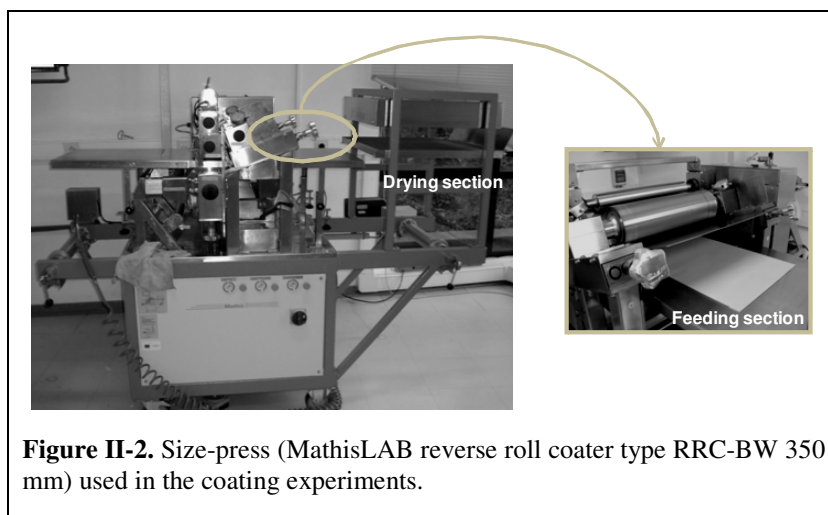 Drying section
Feeding section
Figure II-2. Size-press (MathisLAB reverse roll coater type RRC-BW 350
mm) used in the coating experiments.